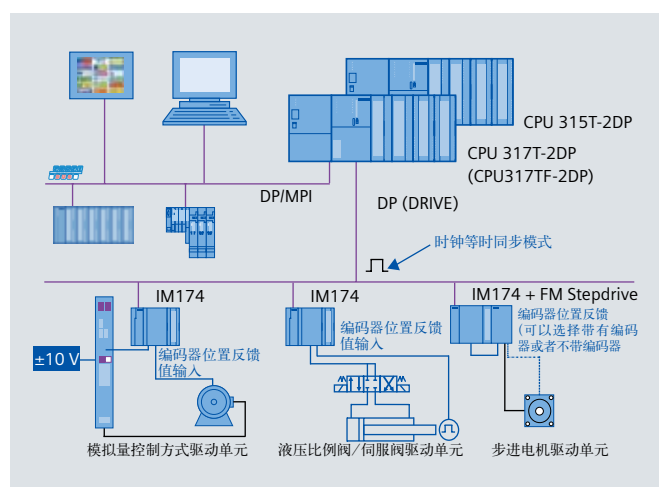 CPU 315T-2DP
CPU 317T-2DP
(CPU317TF-2DP)
DP/MPI
DP (DRIVE)
时钟等时同步模式
IM174
IM174
IM174 + FM Stepdrive
编码器位置反馈
(可以选择带有编码
器或者不带编码器
编码器位置反馈
值输入
编码器位置反馈
值输入
±10 V
模拟量控制方式驱动单元
液压比例阀/伺服阀驱动单元
步进电机驱动单元